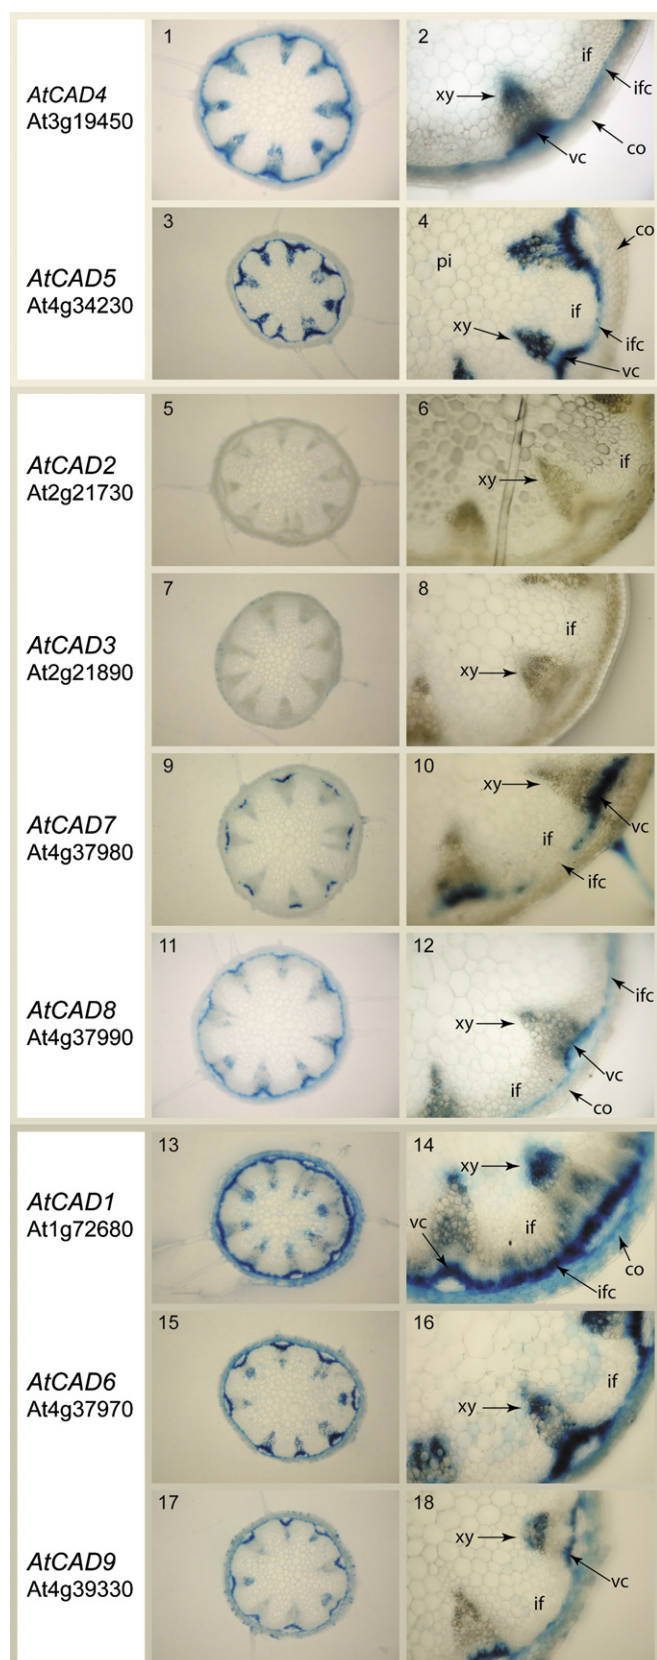 AtCAD4
At3g19450
1
2
if
ifc
xy
co
vc
AtCAD5
At4g34230
3
4
co
pi
if
xy
ifc
vc
AtCAD2
At2g21730
5
6
if
xy
AtCAD3
At2g21890
7
8
if
xy
AtCAD7
At4g37980
9
10
xy
vc
if
ifc
AtCAD8
At4g37990
11
12
ifc
xy
vc
if
co
AtCAD1
At1g72680
13
14
xy
if
vc
co
ifc
AtCAD6
At4g37970
15
16
if
xy
AtCAD9
At4g39330
17
18
xy
vc
if